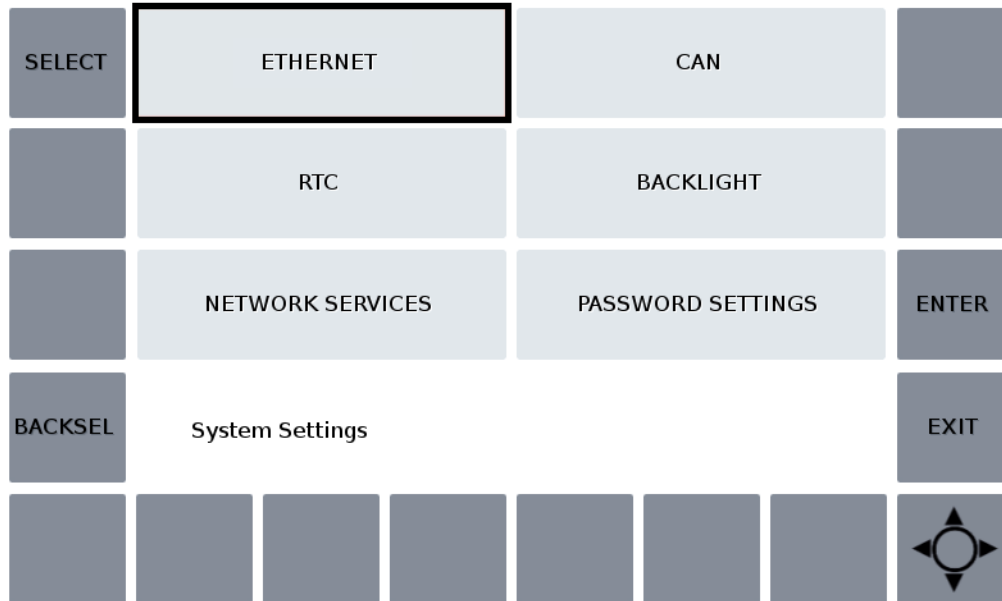 SELECT
ETHERNET
CAN
RTC
BACKLIGHT
NETWORK SERVICES
PASSWORD SETTINGS
ENTER
BACKSEL
System Settings
EXIT